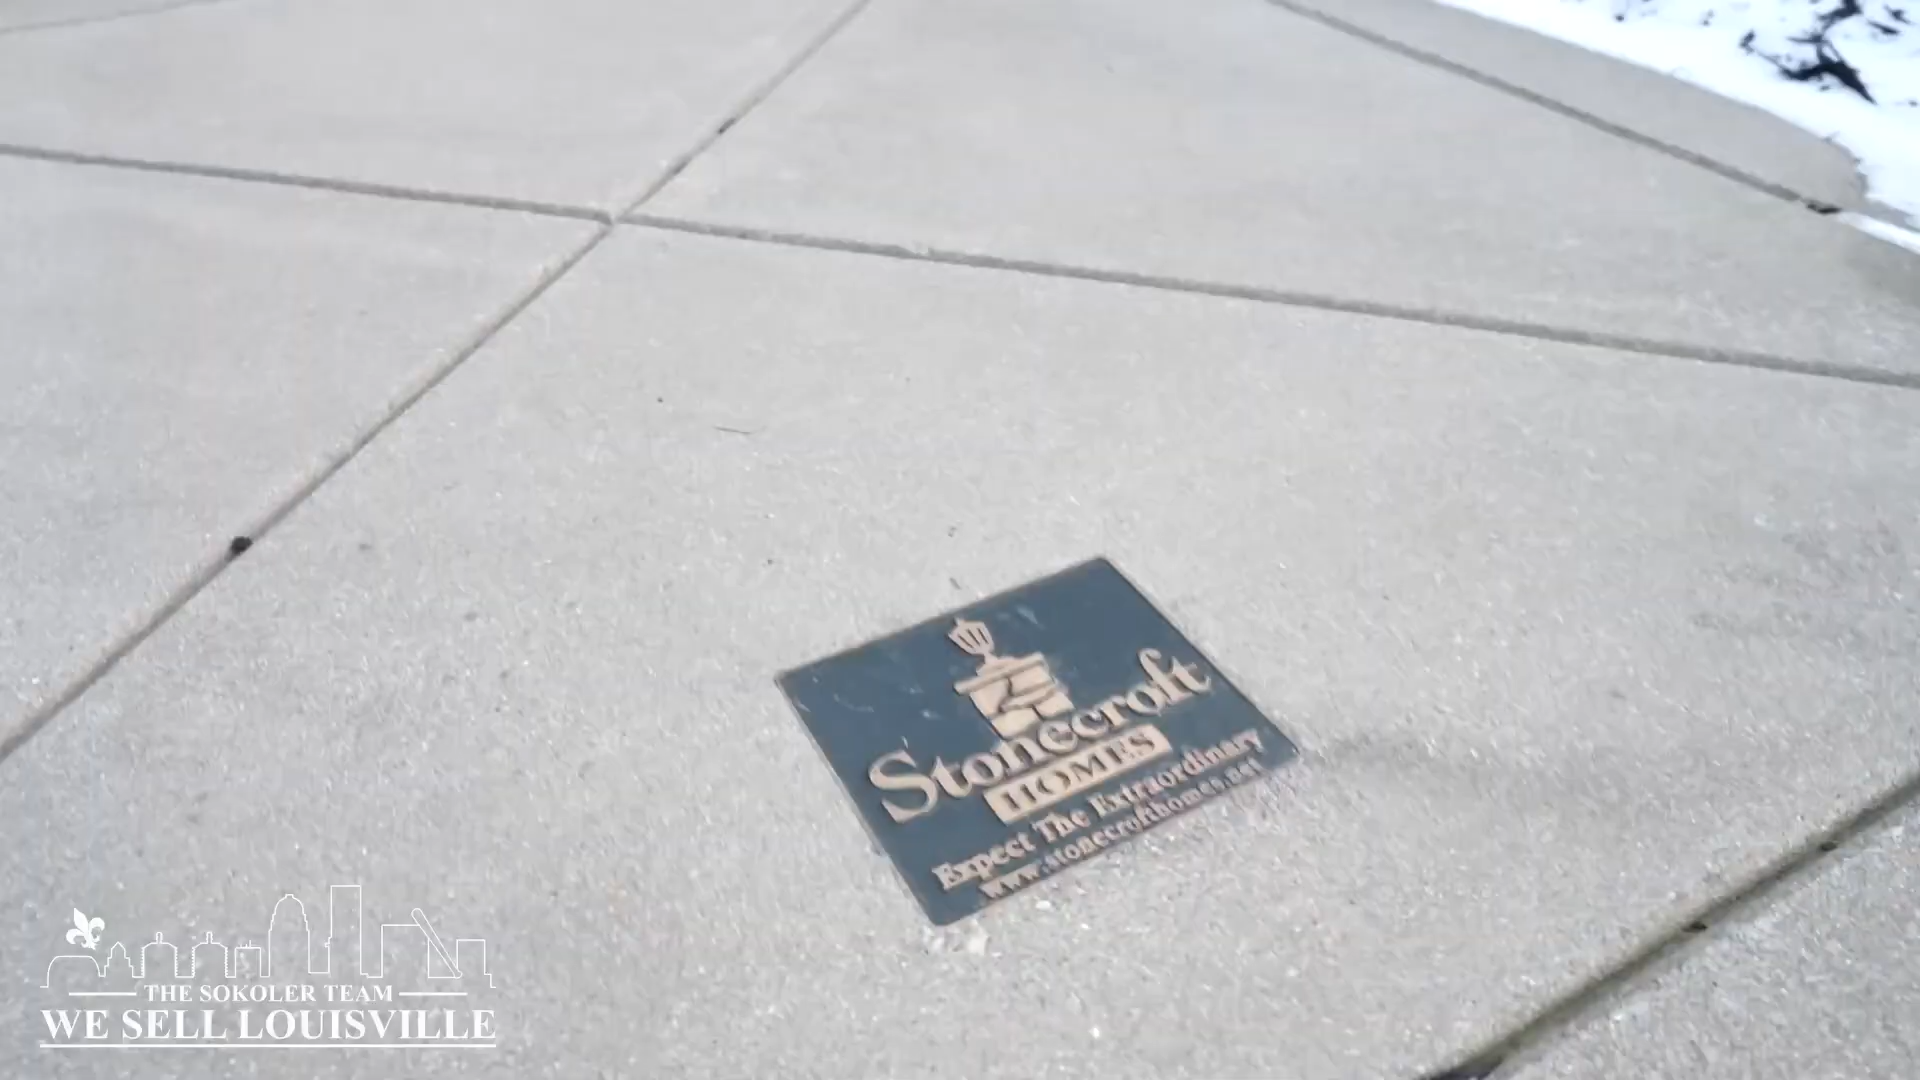 Stonecroft
HOMES
Expect The Extraordinary
www.stonecrofthomes.net
THE SOKOLER TEAM
WE SELL LOUISVILLE